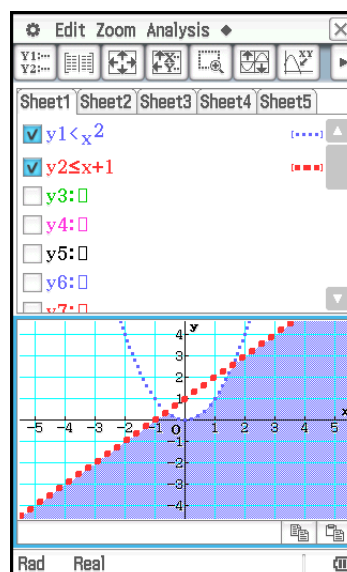 Edit Zoom Analysis
Y1:... XY
Y2:...
Sheet1 Sheet2 Sheet3 Sheet4 Sheet5
y1<x2
y2≤x+1
y3:
y4:
y5:
y6:
y7:
4 y
3
2
1
x
-5 -4 -3 -2 -1 O 1 2 3 4 5
-1
-2
-3
-4
Rad Real